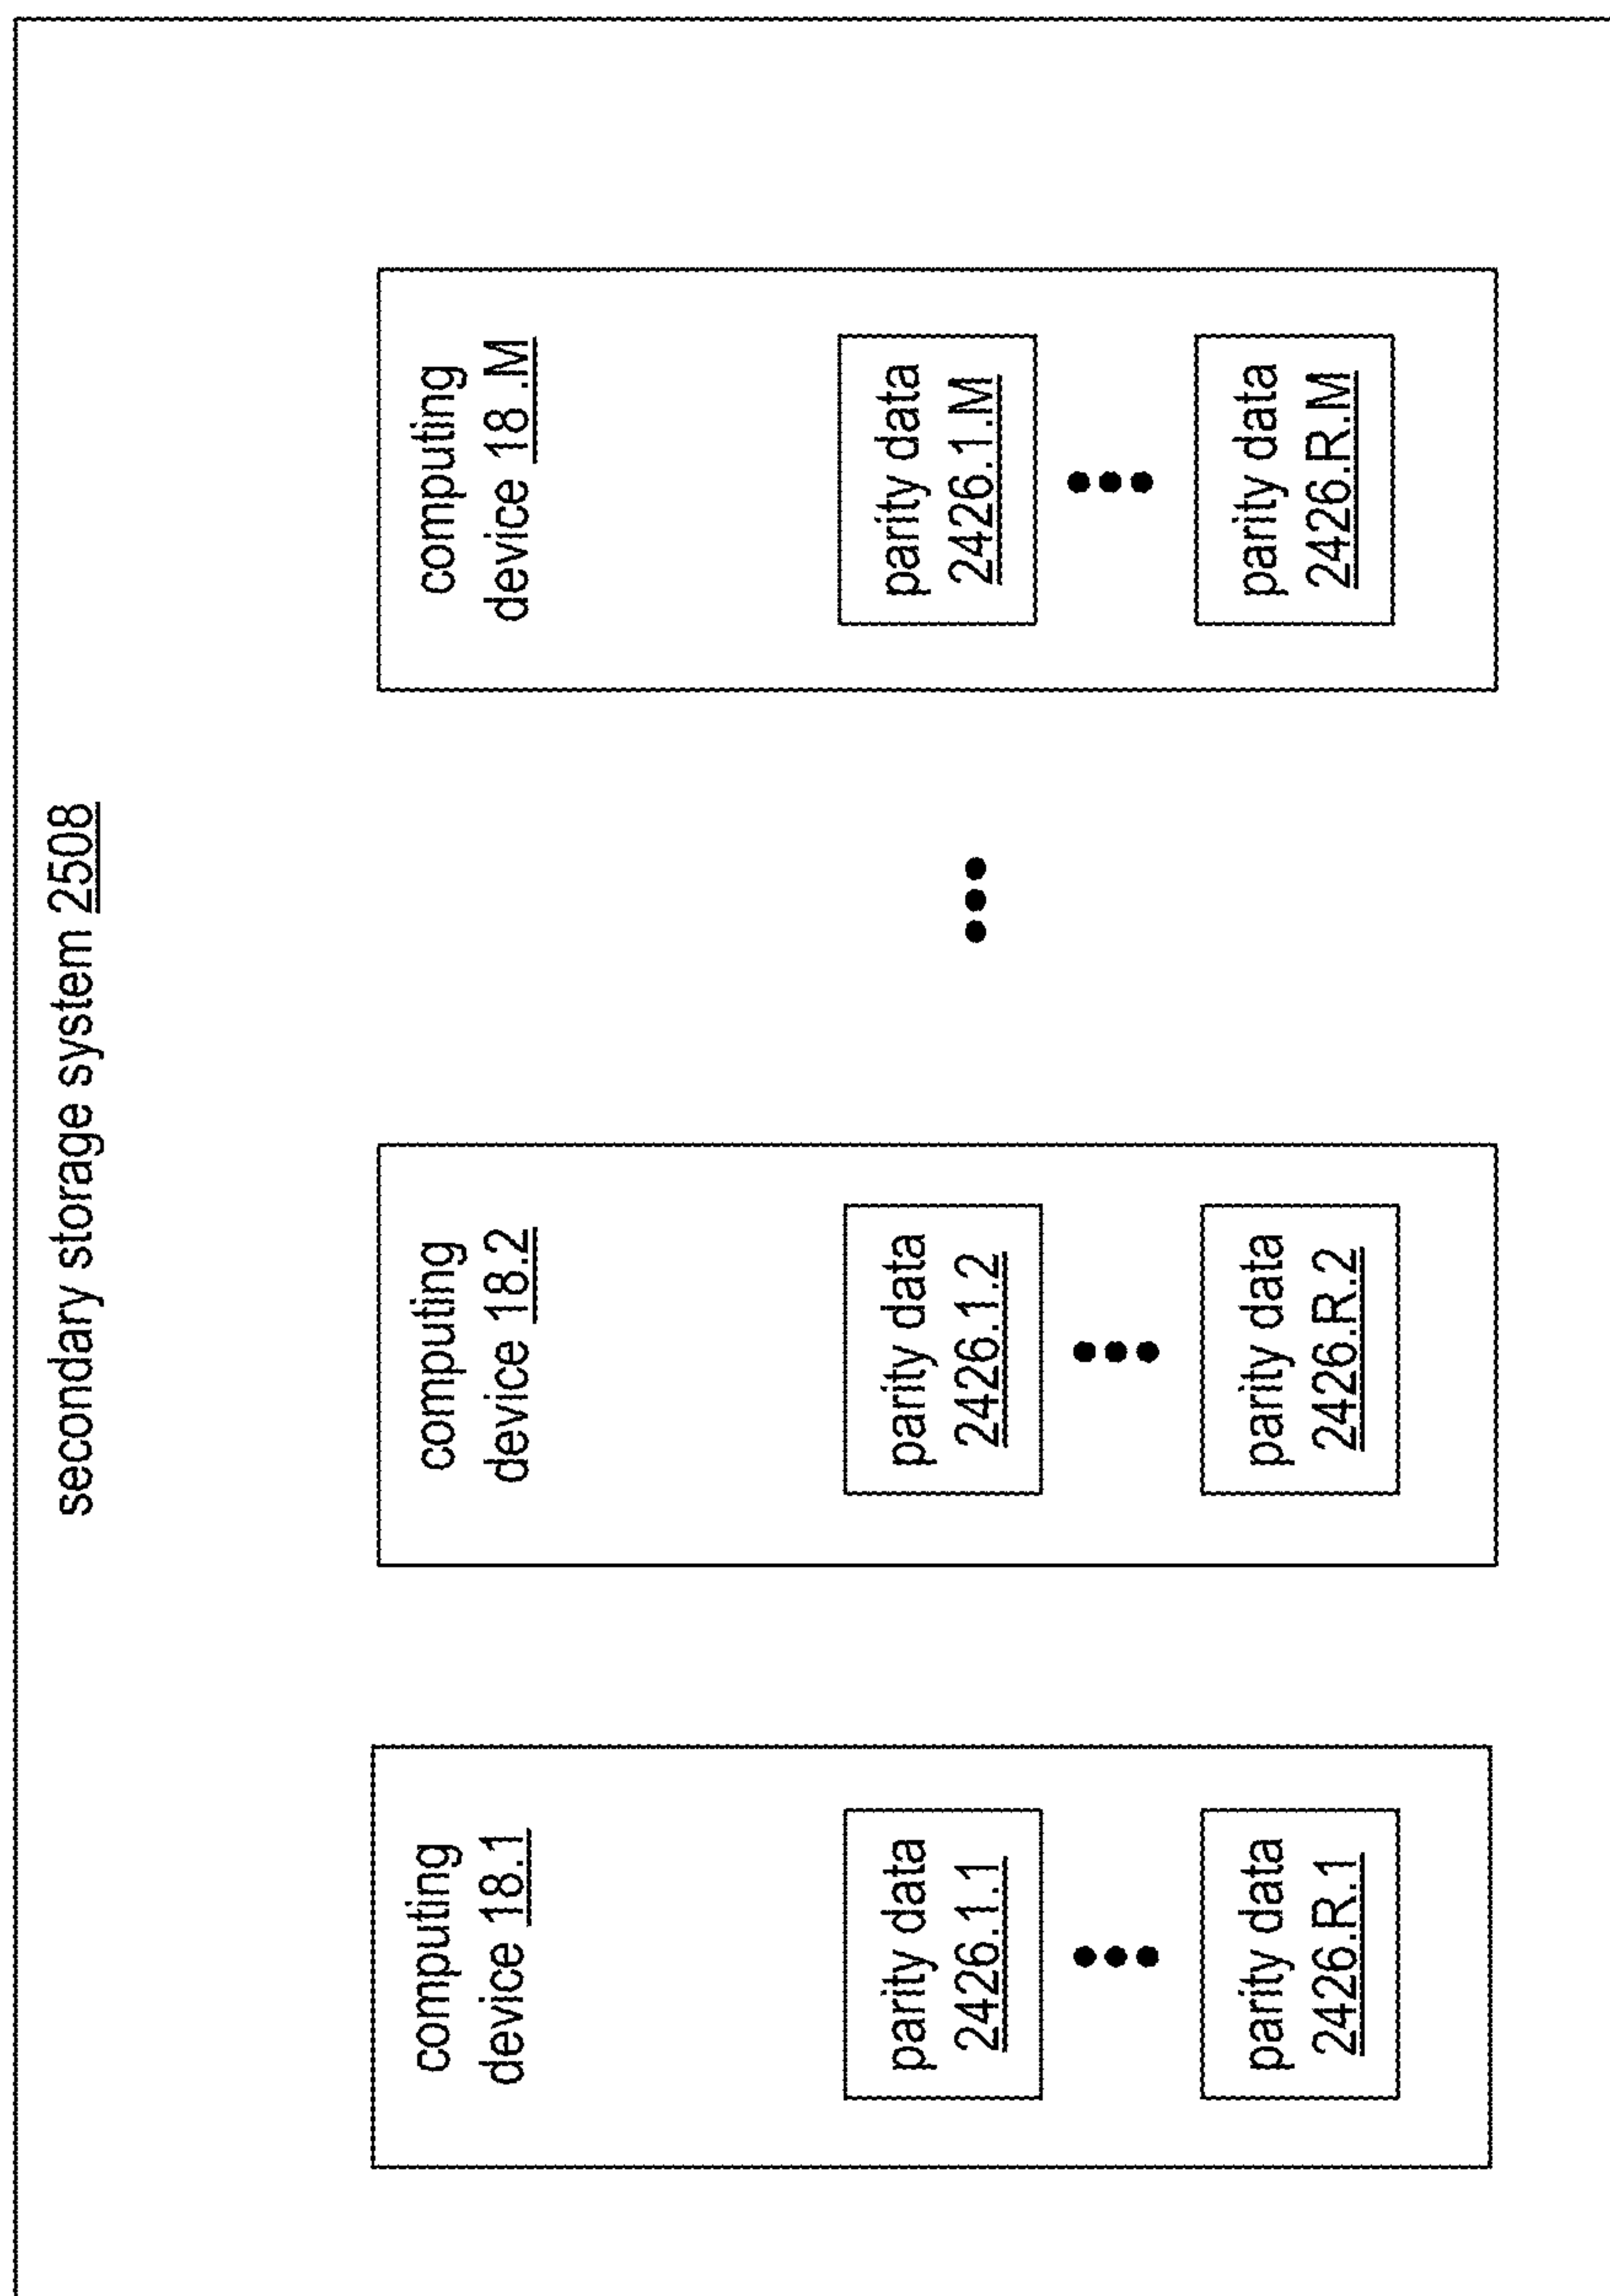 secondary storage system 2508
computing
device 18.1
parity data
2426.1.1
parity data
2426.R.1
computing
device 18.2
parity data
2426.1.2
parity data
2426.R.2
computing
device 18 .M
parity data
2426.1.M
parity data
2426.R.M